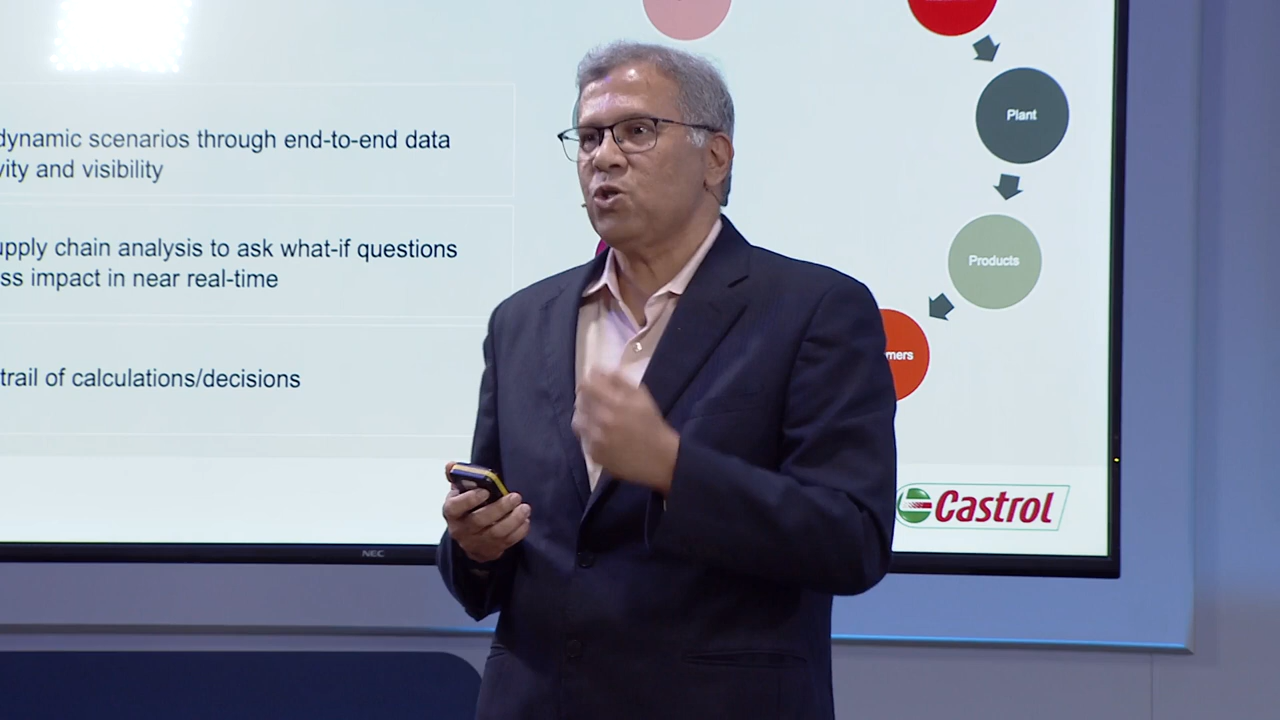 dynamic scenarios through end-to-end data
vity and visibility
upply chain analysis to ask what-if questions
ss impact in near real-time
trail of calculations/decisions
Plant
Products
mers
Castrol
NEC